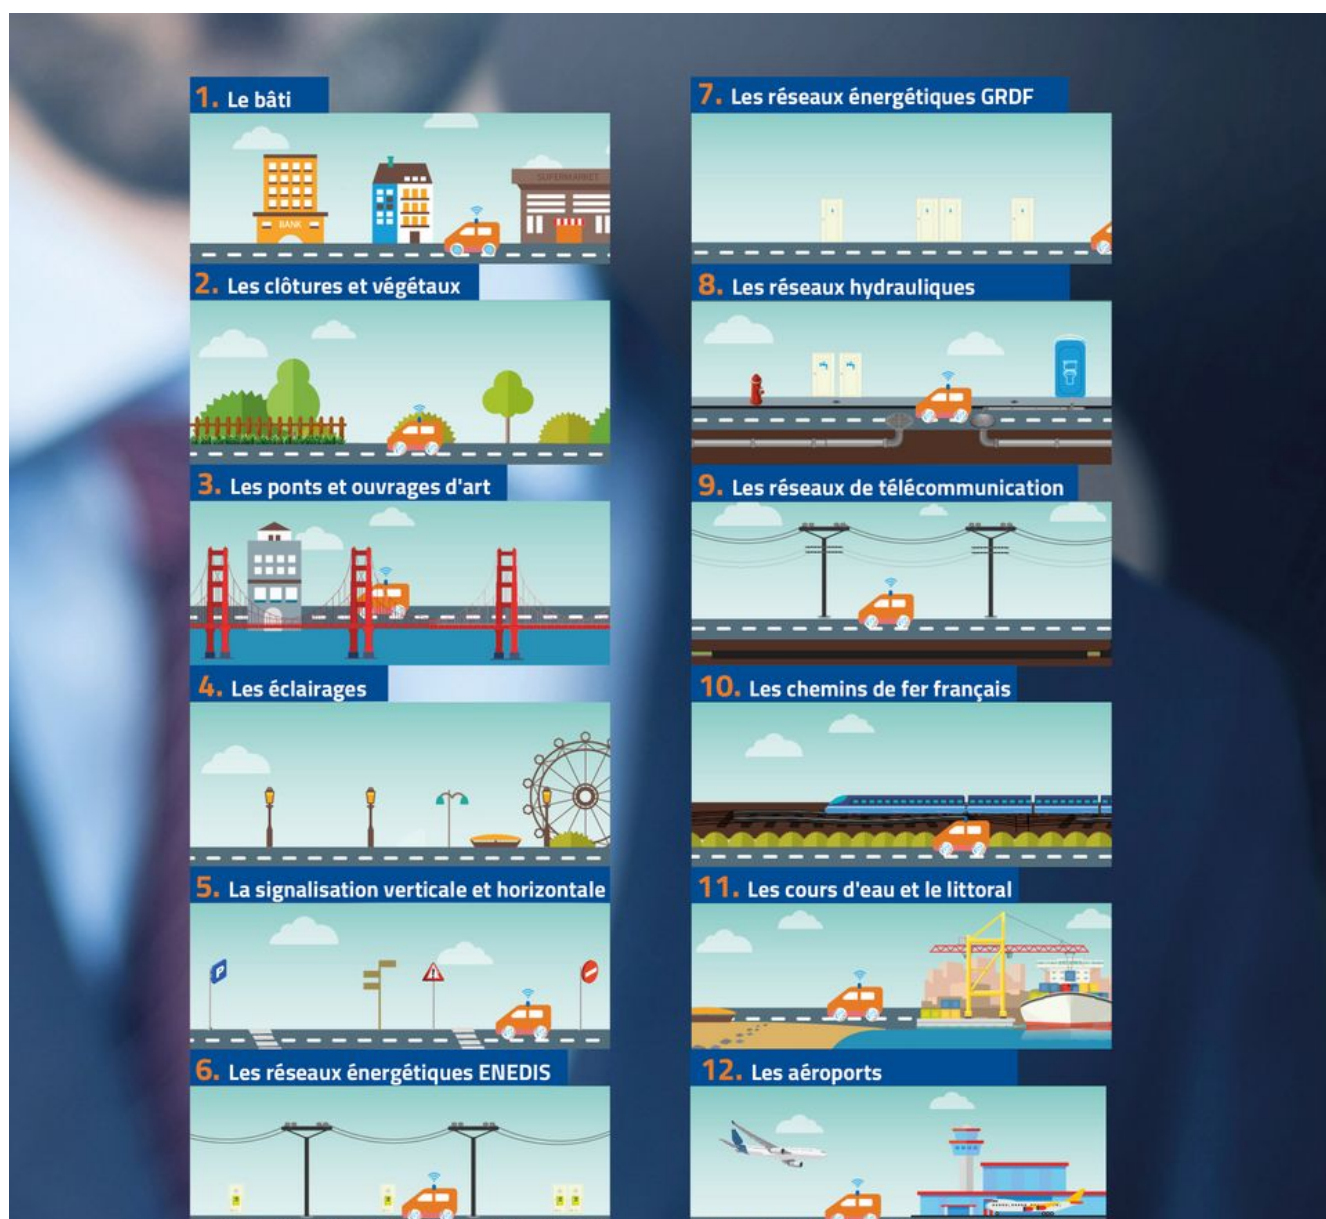 1. Le bâti
BANK
SUPERMARKET
2. Les clôtures et végétaux
3. Les ponts et ouvrages d'art
4. Les éclairages
5. La signalisation verticale et horizontale
P
6. Les réseaux énergétiques ENEDIS
7. Les réseaux énergétiques GRDF
8. Les réseaux hydrauliques
9. Les réseaux de télécommunication
10. Les chemins de fer français
11. Les cours d'eau et le littoral
12. Les aéroports